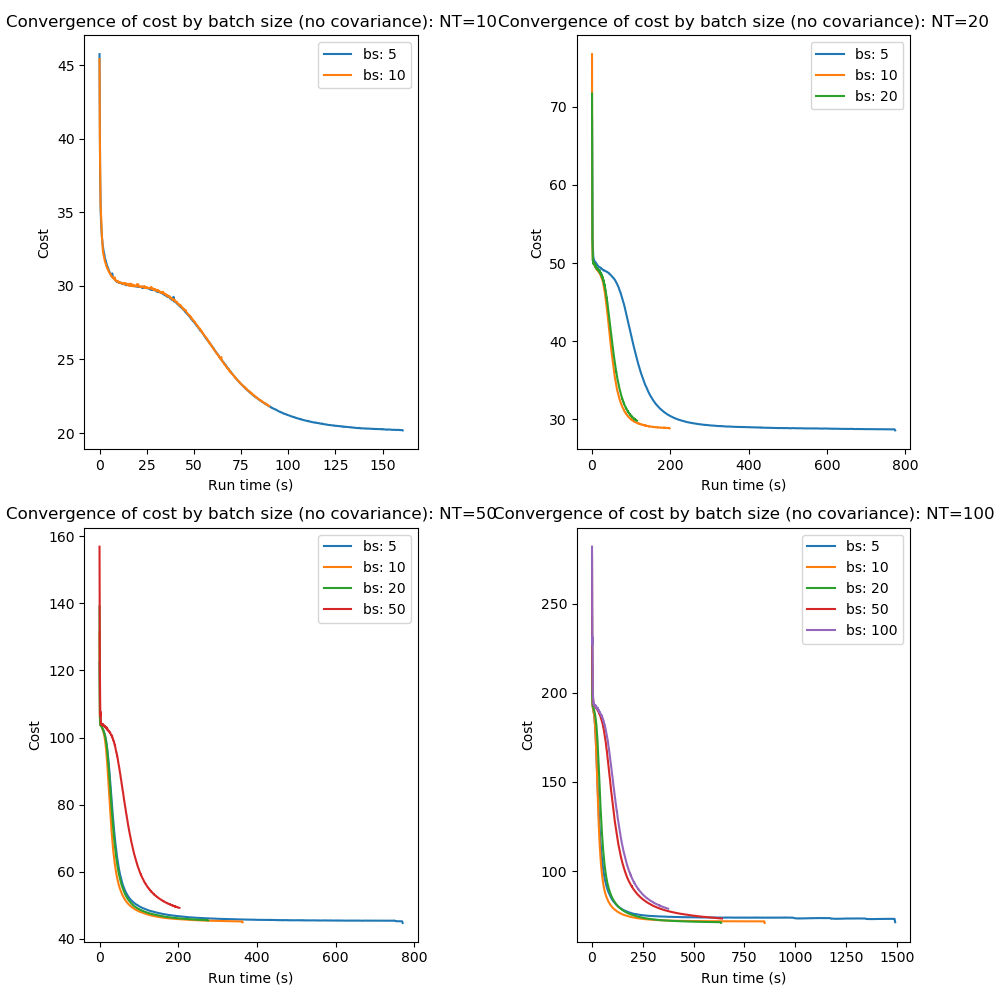 Convergence of cost by batch size (no covariance): NT=10
bs: 5
bs: 10
45
40
35
30
25
20
Cost
0 25 50 75 100 125 150
Run time (s)
Convergence of cost by batch size (no covariance): NT=20
bs: 5
bs: 10
bs: 20
70
60
50
40
30
Cost
0 200 400 600 800
Run time (s)
Convergence of cost by batch size (no covariance): NT=50
bs: 5
bs: 10
bs: 20
bs: 50
160
140
120
100
80
60
40
Cost
0 200 400 600 800
Run time (s)
Convergence of cost by batch size (no covariance): NT=100
bs: 5
bs: 10
bs: 20
bs: 50
bs: 100
250
200
150
100
Cost
0 250 500 750 1000 1250 1500
Run time (s)